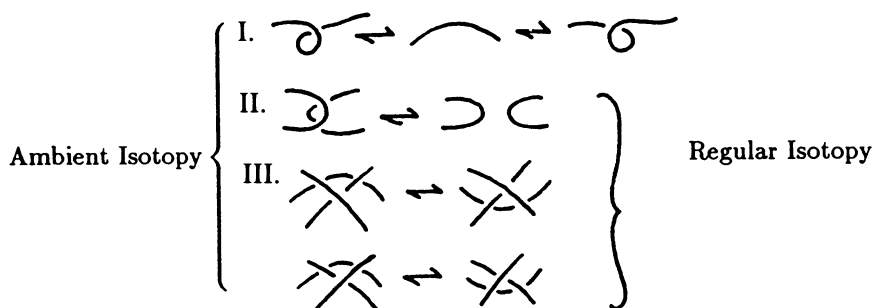 I.
II.
Ambient Isotopy
Regular Isotopy
III.